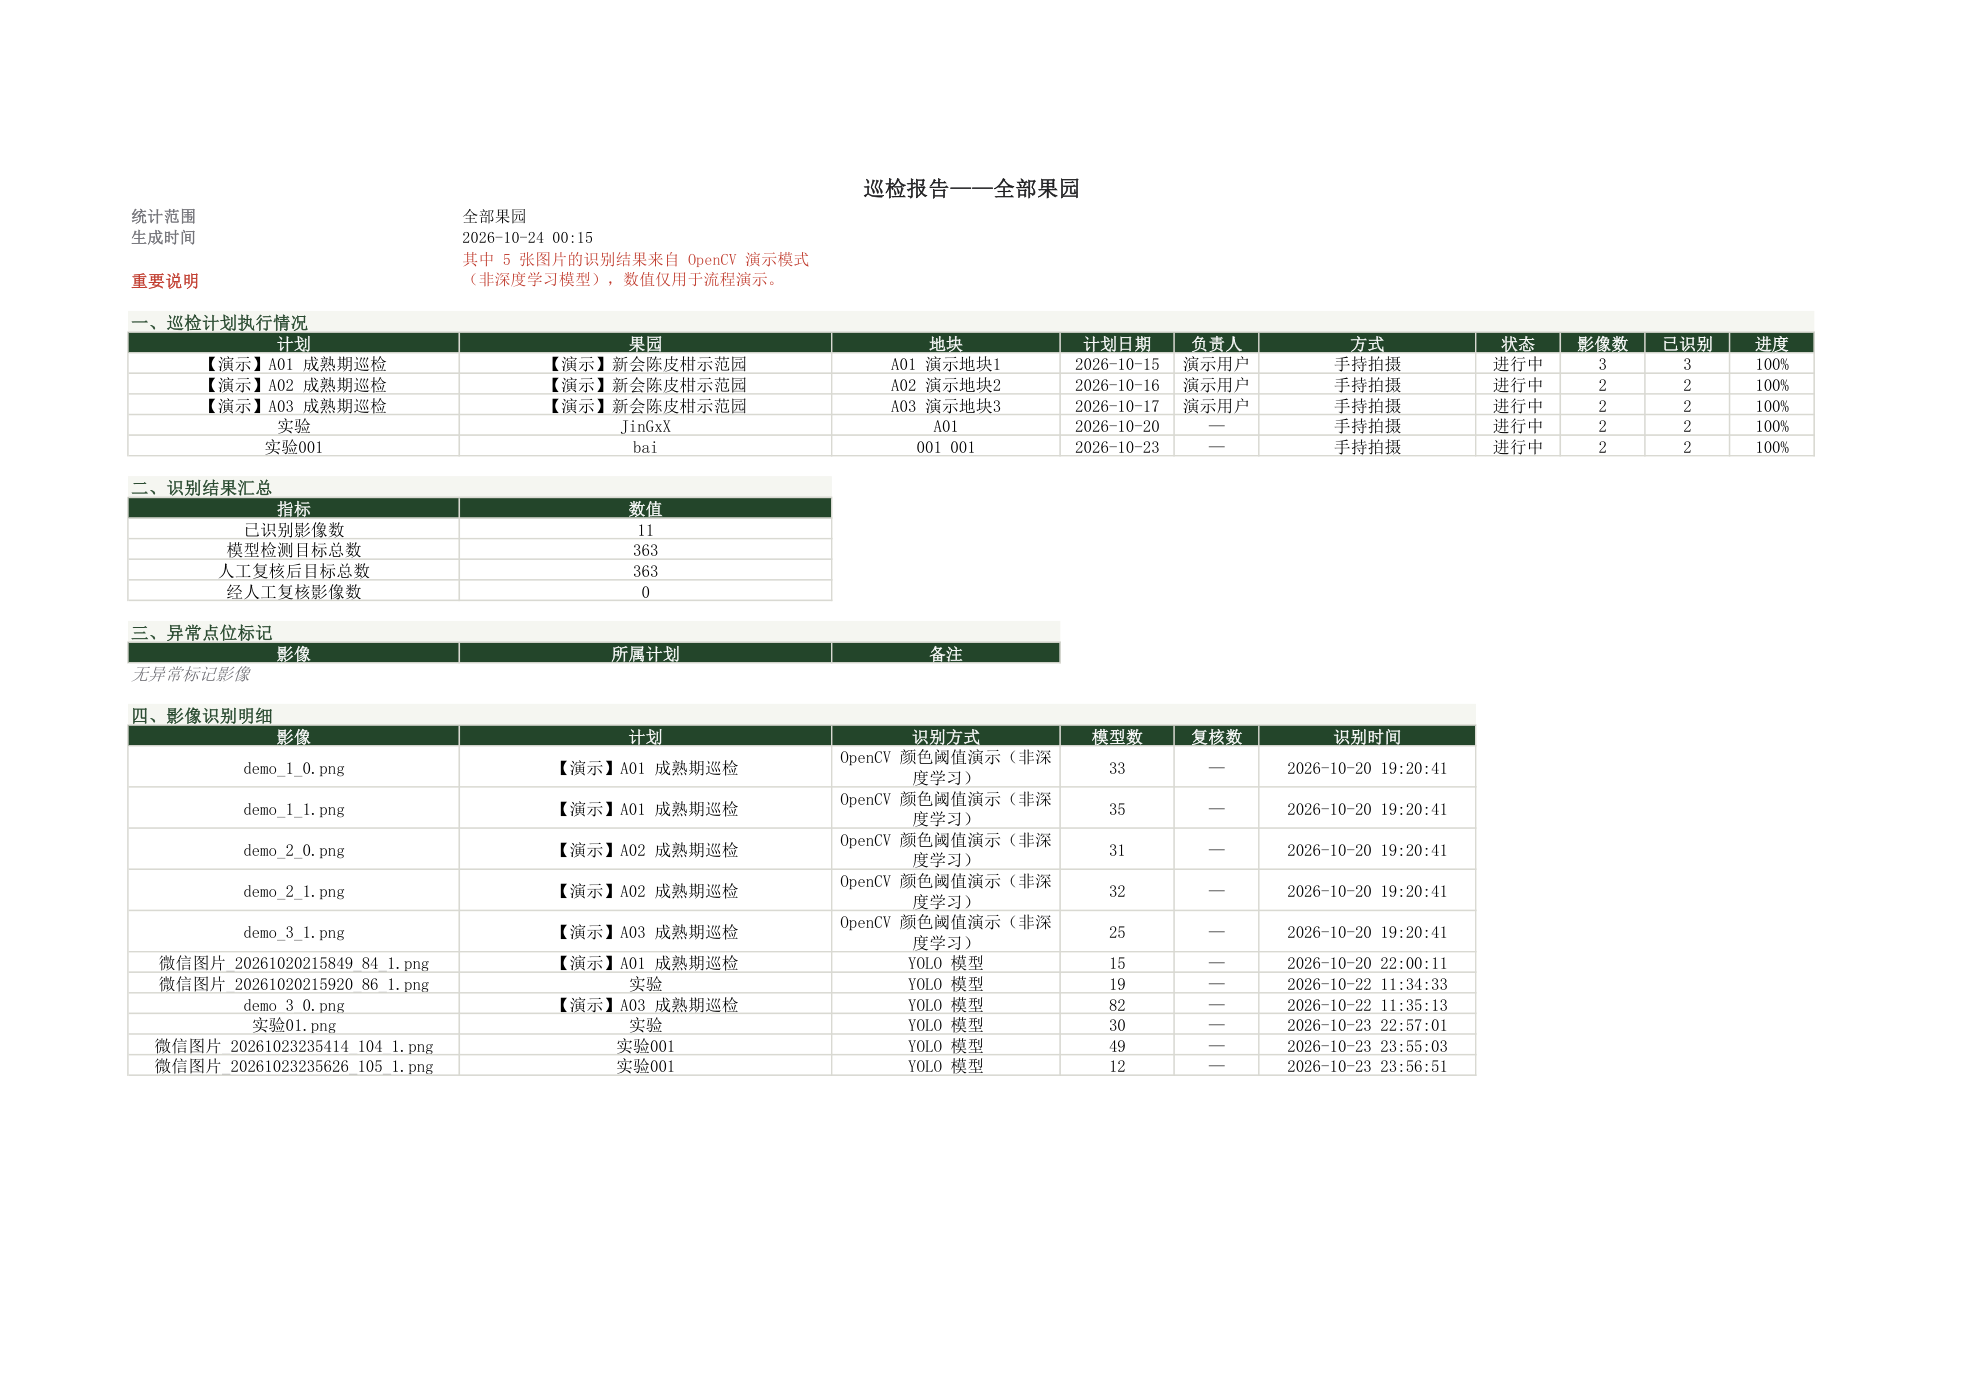 巡检报告——全部果园
统计范围 全部果园
生成时间 2026-10-24 00:15
其中 5 张图片的识别结果来自 OpenCV 演示模式
重要说明 （非深度学习模型），数值仅用于流程演示。
一、巡检计划执行情况
计划 果园 地块 计划日期 负责人 方式 状态 影像数 已识别 进度
【演示】A01 成熟期巡检 【演示】新会陈皮柑示范园 A01 演示地块1 2026-10-15 演示用户 手持拍摄 进行中 3 3 100%
【演示】A02 成熟期巡检 【演示】新会陈皮柑示范园 A02 演示地块2 2026-10-16 演示用户 手持拍摄 进行中 2 2 100%
【演示】A03 成熟期巡检 【演示】新会陈皮柑示范园 A03 演示地块3 2026-10-17 演示用户 手持拍摄 进行中 2 2 100%
实验 JinGxX A01 2026-10-20 — 手持拍摄 进行中 2 2 100%
实验001 bai 001 001 2026-10-23 — 手持拍摄 进行中 2 2 100%
二、识别结果汇总
指标 数值
已识别影像数 11
模型检测目标总数 363
人工复核后目标总数 363
经人工复核影像数 0
三、异常点位标记
影像 所属计划 备注
无异常标记影像
四、影像识别明细
影像 计划 识别方式 模型数 复核数 识别时间
demo_1_0.png 【演示】A01 成熟期巡检 OpenCV 颜色阈值演示（非深度学习） 33 — 2026-10-20 19:20:41
demo_1_1.png 【演示】A01 成熟期巡检 OpenCV 颜色阈值演示（非深度学习） 35 — 2026-10-20 19:20:41
demo_2_0.png 【演示】A02 成熟期巡检 OpenCV 颜色阈值演示（非深度学习） 31 — 2026-10-20 19:20:41
demo_2_1.png 【演示】A02 成熟期巡检 OpenCV 颜色阈值演示（非深度学习） 32 — 2026-10-20 19:20:41
demo_3_1.png 【演示】A03 成熟期巡检 OpenCV 颜色阈值演示（非深度学习） 25 — 2026-10-20 19:20:41
微信图片_20261020215849_84_1.png 【演示】A01 成熟期巡检 YOLO 模型 15 — 2026-10-20 22:00:11
微信图片_20261020215920_86_1.png 实验 YOLO 模型 19 — 2026-10-22 11:34:33
demo_3_0.png 【演示】A03 成熟期巡检 YOLO 模型 82 — 2026-10-22 11:35:13
实验01.png 实验 YOLO 模型 30 — 2026-10-23 22:57:01
微信图片_20261023235414_104_1.png 实验001 YOLO 模型 49 — 2026-10-23 23:55:03
微信图片_20261023235626_105_1.png 实验001 YOLO 模型 12 — 2026-10-23 23:56:51